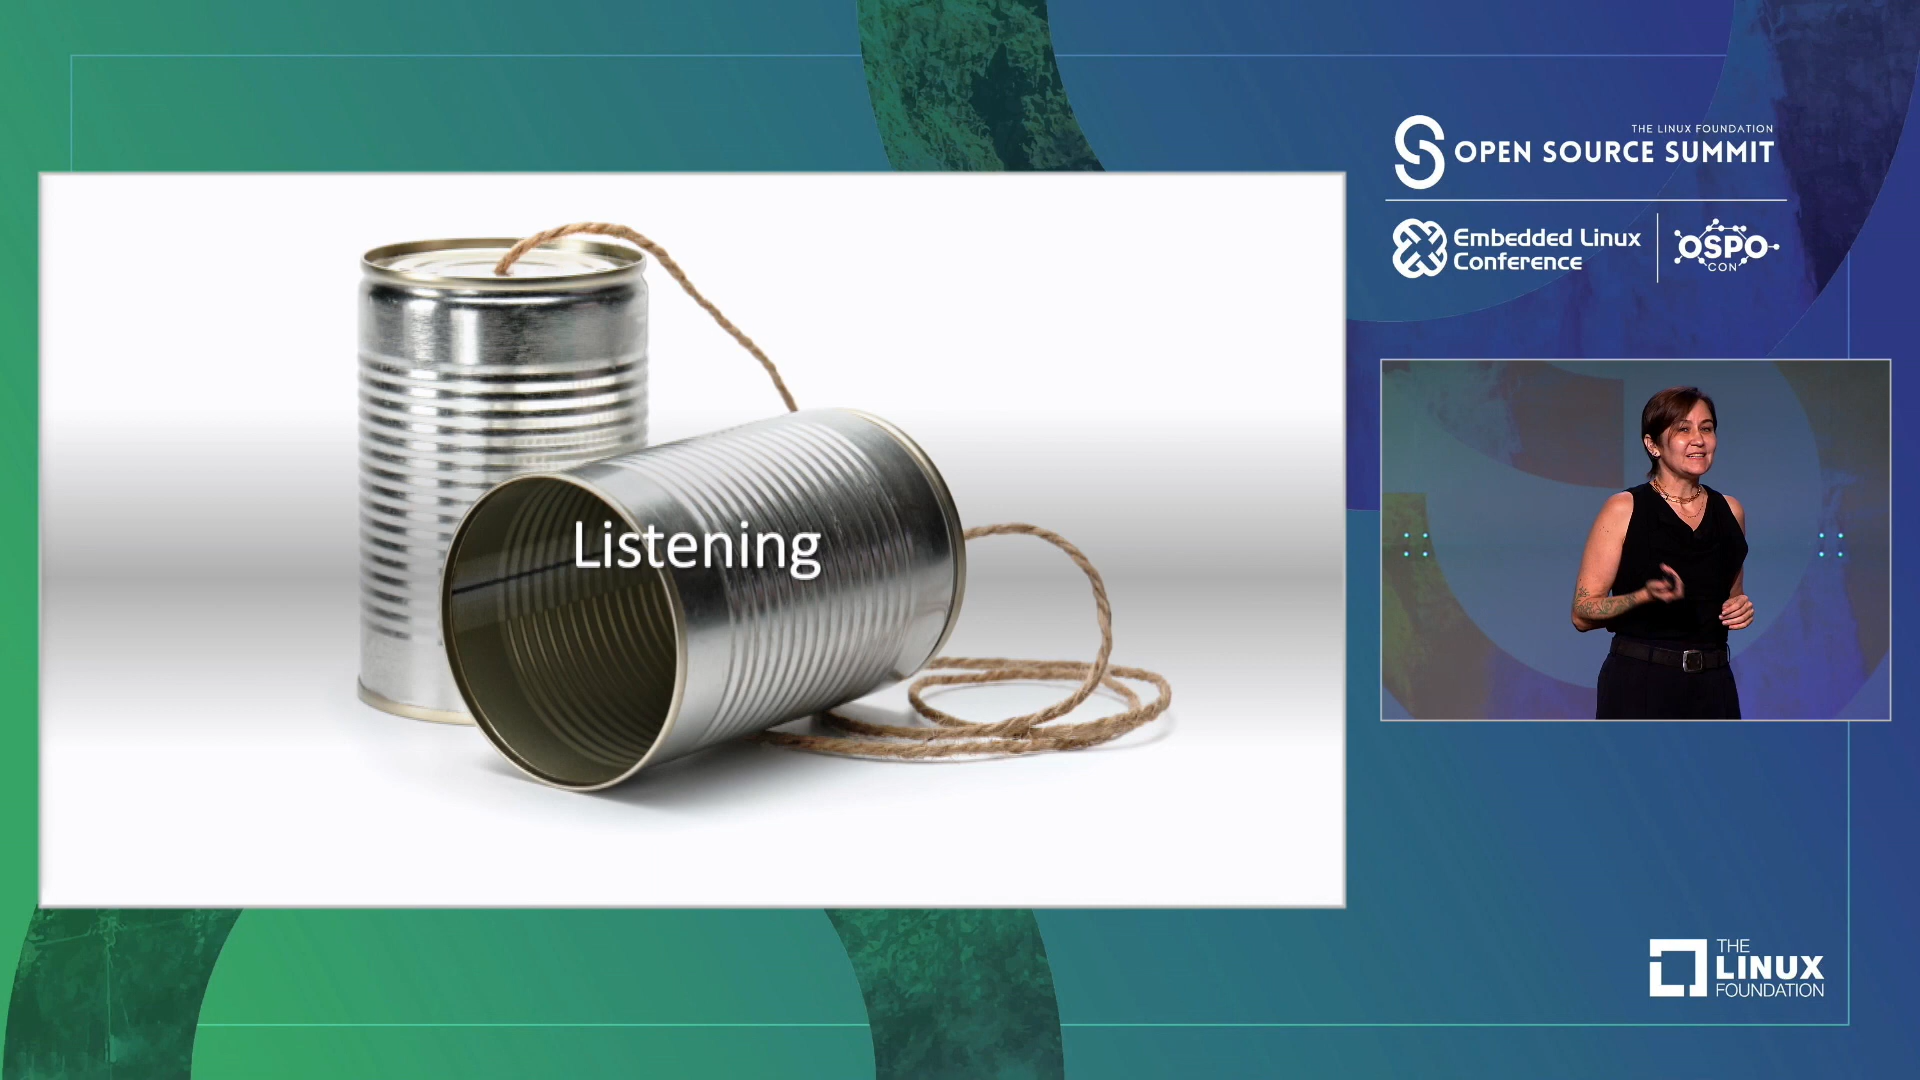 THE LINUX FOUNDATION
OPEN SOURCE SUMMIT
Embedded Linux
Conference
OSPO
CON
Listening
THE
LINUX
FOUNDATION